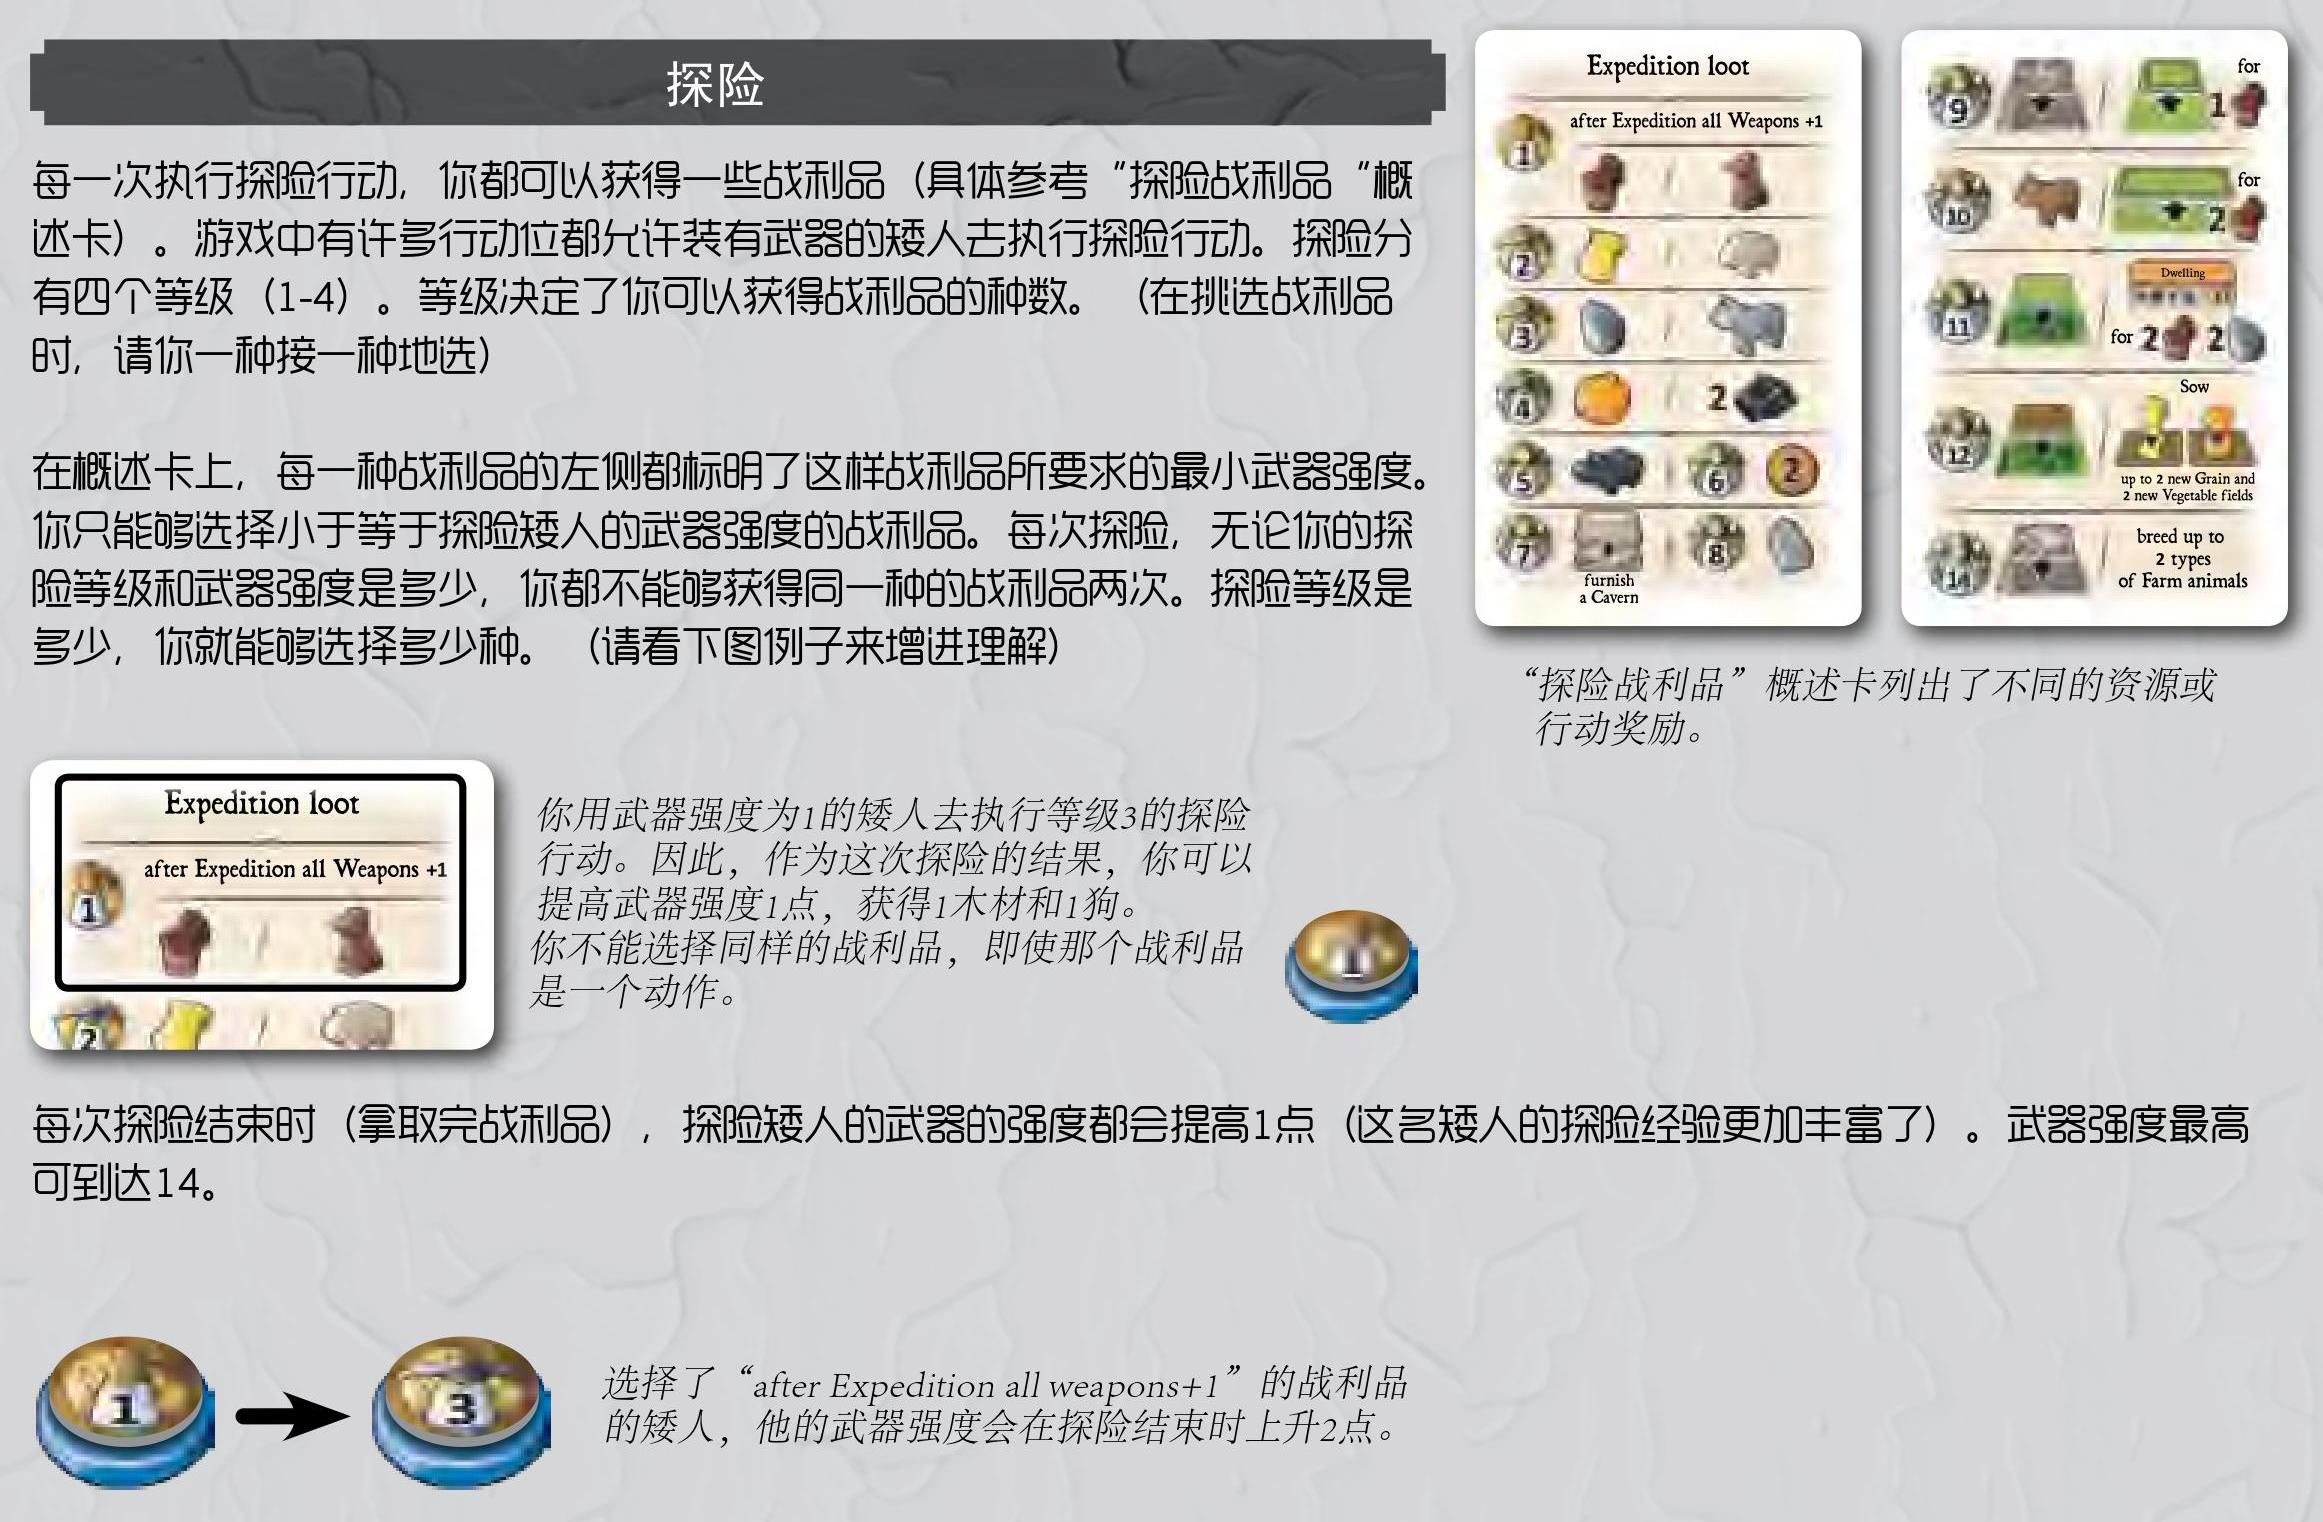 探险
每一次执行探险行动，你都可以获得一些战利品（具体参考“探险战利品“概
述卡）。游戏中有许多行动位都允许装有武器的矮人去执行探险行动。探险分
有四个等级（1-4）。等级决定了你可以获得战利品的种数。（在挑选战利品
时，请你一种接一种地选）
在概述卡上，每一种战利品的左侧都标明了这样战利品所要求的最小武器强度。
你只能够选择小于等于探险矮人的武器强度的战利品。每次探险，无论你的探
险等级和武器强度是多少，你都不能够获得同一种的战利品两次。探险等级是
多少，你就能够选择多少种。（请看下图例子来增进理解）
Expedition loot
after Expedition all Weapons +1
1
2
3
4 2
5 6 2
7 8
furnish
a Cavern
9 for 1
10 for 2
11 Dwelling
for 2 2
12 Sow
up to 2 new Grain and
2 new Vegetable fields
14 breed up to
2 types
of Farm animals
“探险战利品”概述卡列出了不同的资源或
行动奖励。
Expedition loot
after Expedition all Weapons +1
1
2
你用武器强度为1的矮人去执行等级3的探险
行动。因此，作为这次探险的结果，你可以
提高武器强度1点，获得1木材和1狗。
你不能选择同样的战利品，即使那个战利品
是一个动作。
1
每次探险结束时（拿取完战利品），探险矮人的武器的强度都会提高1点（这名矮人的探险经验更加丰富了）。武器强度最高
可到达14。
1 3
选择了“after Expedition all weapons+1”的战利品
的矮人，他的武器强度会在探险结束时上升2点。